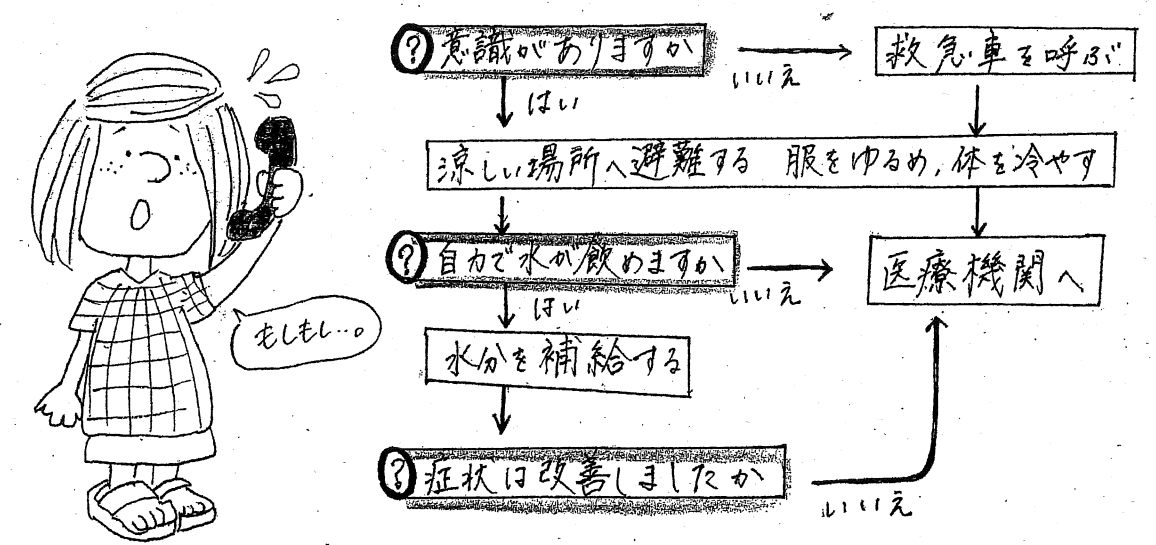 ? 意識がありますか
いいえ
救急車を呼ぶ
はい
涼しい場所へ避難する 服をゆるめ,体を冷やす
? 自力で水が飲めますか
いいえ
医療機関へ
はい
もしもし…。
水分を補給する
? 症状は改善しましたか
いいえ